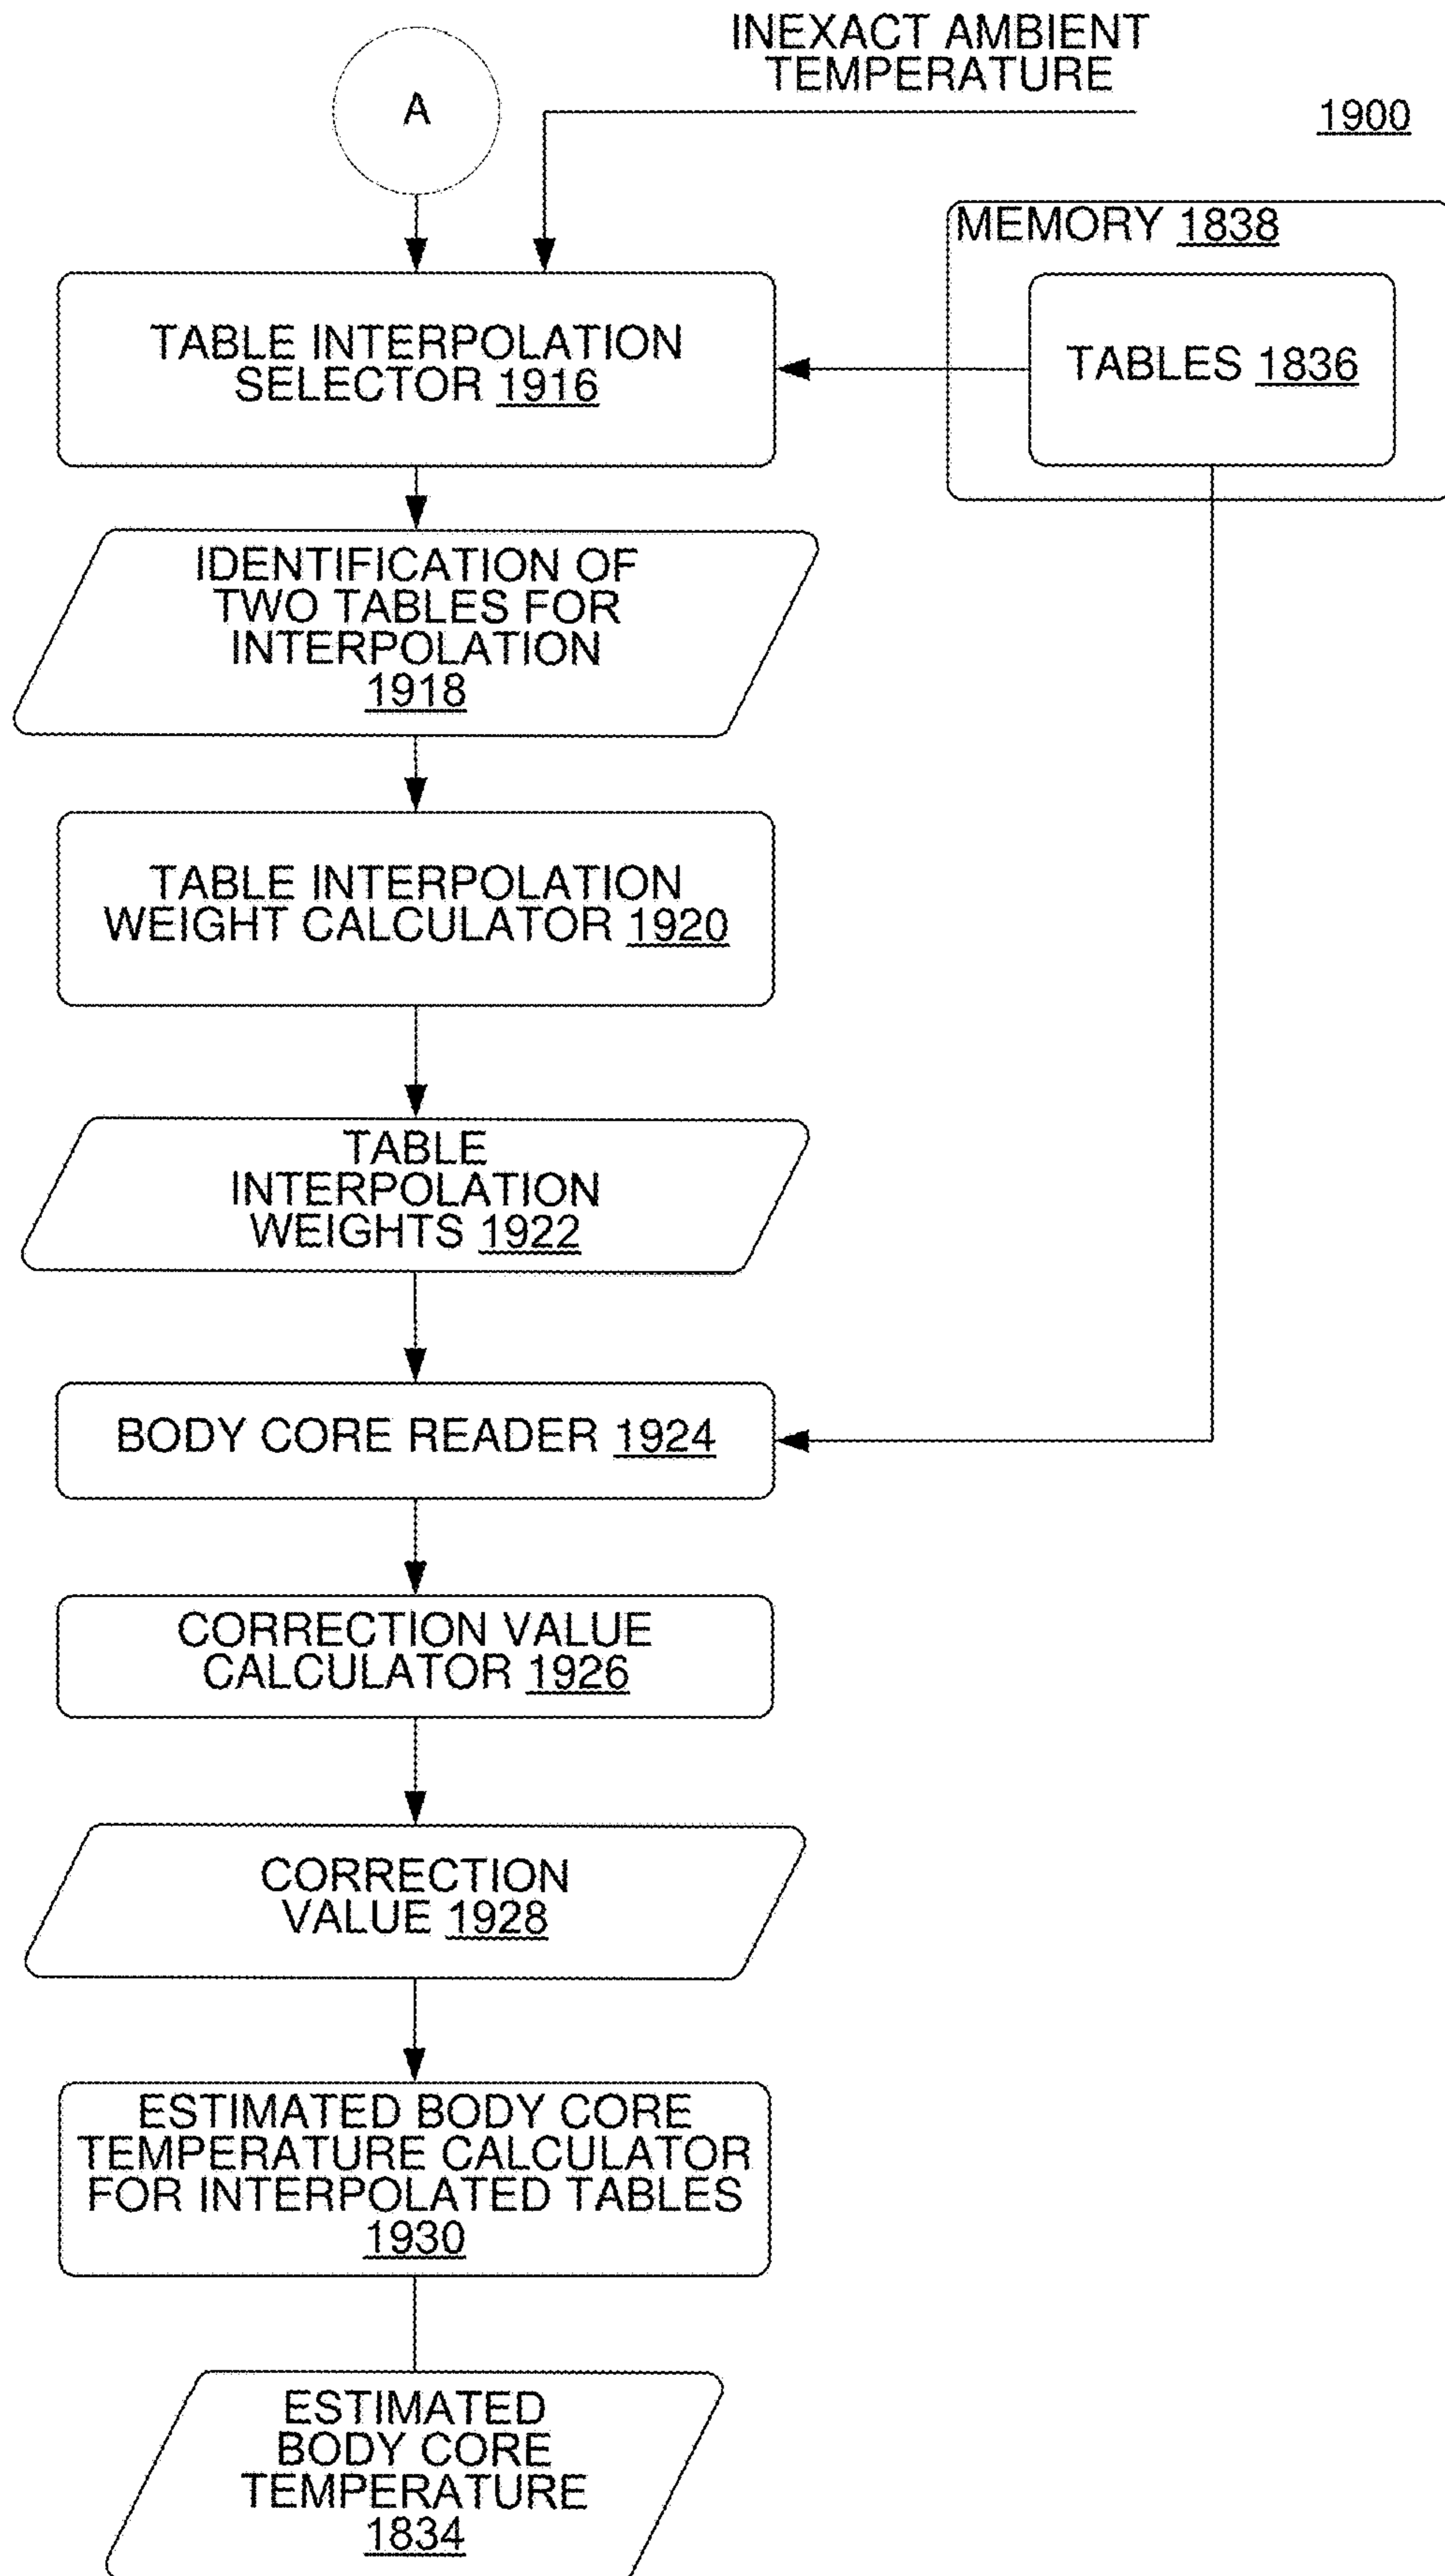 A
INEXACT AMBIENT
TEMPERATURE
1900
MEMORY 1838
TABLES 1836
TABLE INTERPOLATION
SELECTOR 1916
IDENTIFICATION OF
TWO TABLES FOR
INTERPOLATION
1918
TABLE INTERPOLATION
WEIGHT CALCULATOR 1920
TABLE
INTERPOLATION
WEIGHTS 1922
BODY CORE READER 1924
CORRECTION VALUE
CALCULATOR 1926
CORRECTION
VALUE 1928
ESTIMATED BODY CORE
TEMPERATURE CALCULATOR
FOR INTERPOLATED TABLES
1930
ESTIMATED
BODY CORE
TEMPERATURE
1834